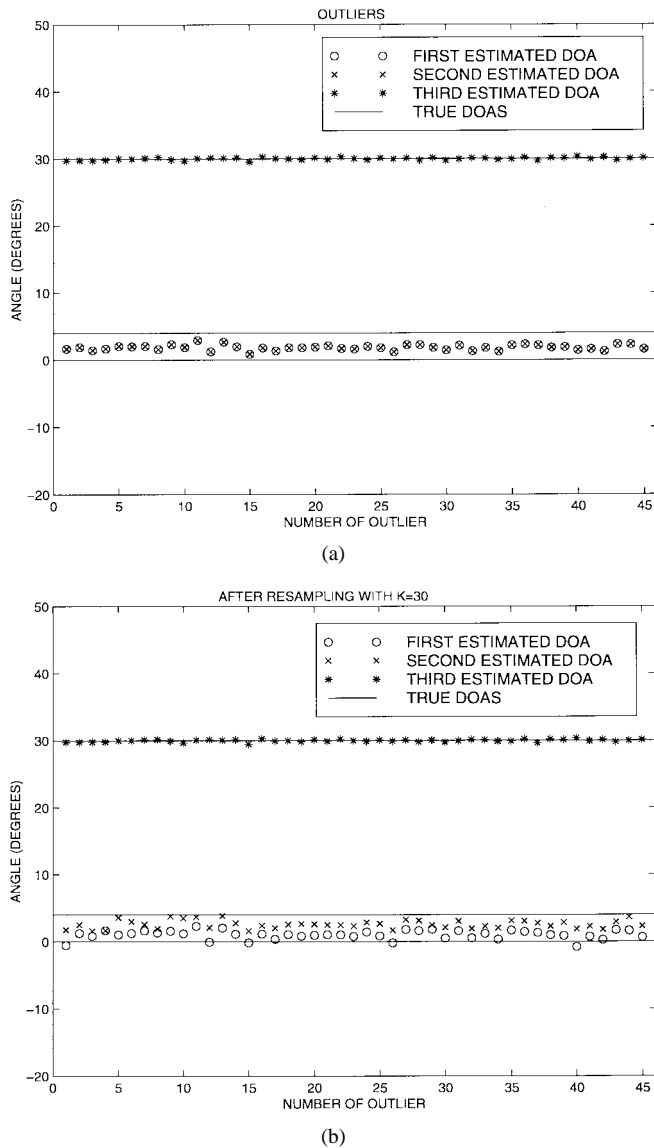 OUTLIERS
50
40
30
20
10
0
−10
−20
ANGLE (DEGREES)
FIRST ESTIMATED DOA
SECOND ESTIMATED DOA
THIRD ESTIMATED DOA
TRUE DOAS
0 5 10 15 20 25 30 35 40 45
NUMBER OF OUTLIER
(a)
AFTER RESAMPLING WITH K=30
50
40
30
20
10
0
−10
−20
ANGLE (DEGREES)
FIRST ESTIMATED DOA
SECOND ESTIMATED DOA
THIRD ESTIMATED DOA
TRUE DOAS
0 5 10 15 20 25 30 35 40 45
NUMBER OF OUTLIER
(b)